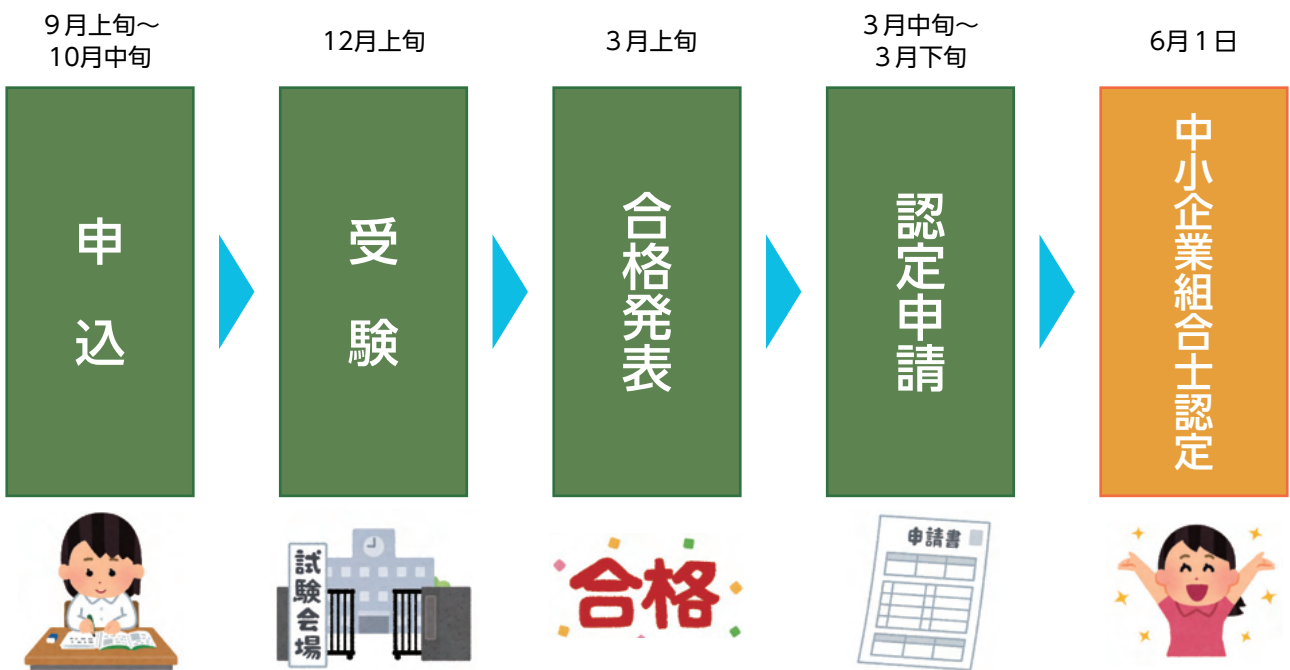 ９月上旬～
10月中旬
12月上旬
３月上旬
３月中旬～
３月下旬
6月１日
申込
受験
合格発表
認定申請
中小企業組合士認定
試験会場
合格
申請書